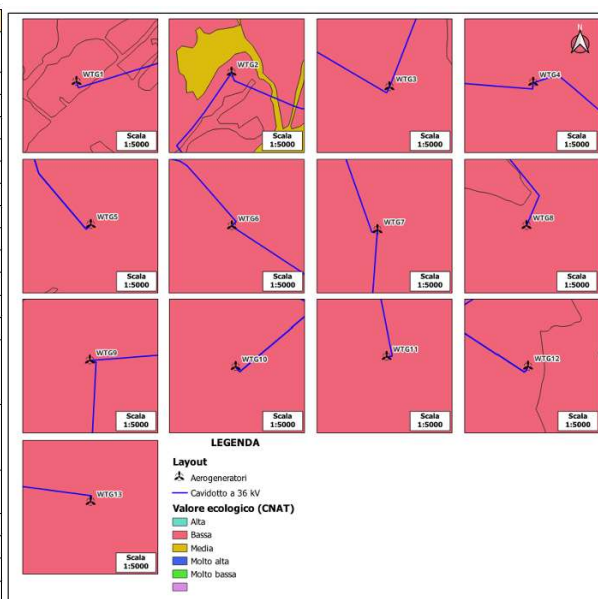 N
WTG1
WTG2
WTG3
WTG4
Scala
1:5000
Scala
1:5000
Scala
1:5000
Scala
1:5000
WTG5
WTG6
WTG7
WTG8
Scala
1:5000
Scala
1:5000
Scala
1:5000
Scala
1:5000
WTG9
WTG10
WTG11
WTG12
Scala
1:5000
Scala
1:5000
Scala
1:5000
Scala
1:5000
WTG13
Scala
1:5000
LEGENDA
Layout
Aerogeneratori
Cavidotto a 36 kV
Valore ecologico (CNAT)
Alta
Bassa
Media
Molto alta
Molto bassa